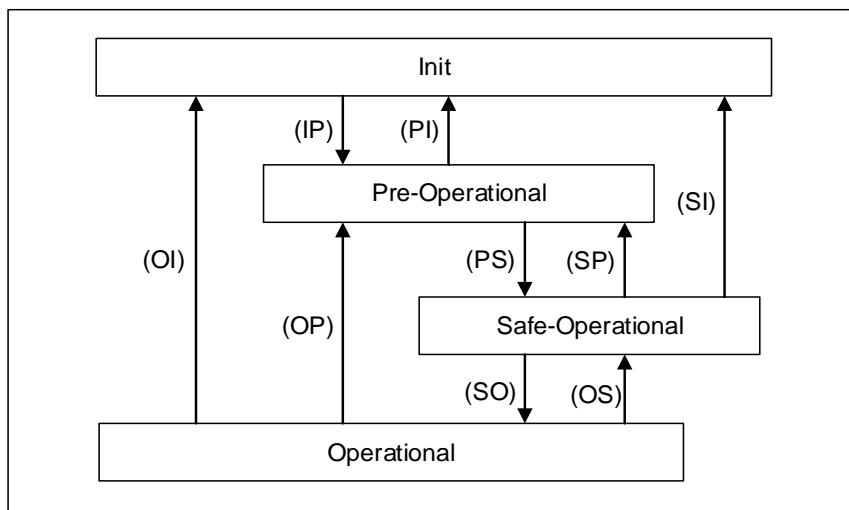 Init
(IP)
(PI)
Pre-Operational
(SI)
(OI)
(OP)
(PS)
(SP)
Safe-Operational
(SO)
(OS)
Operational